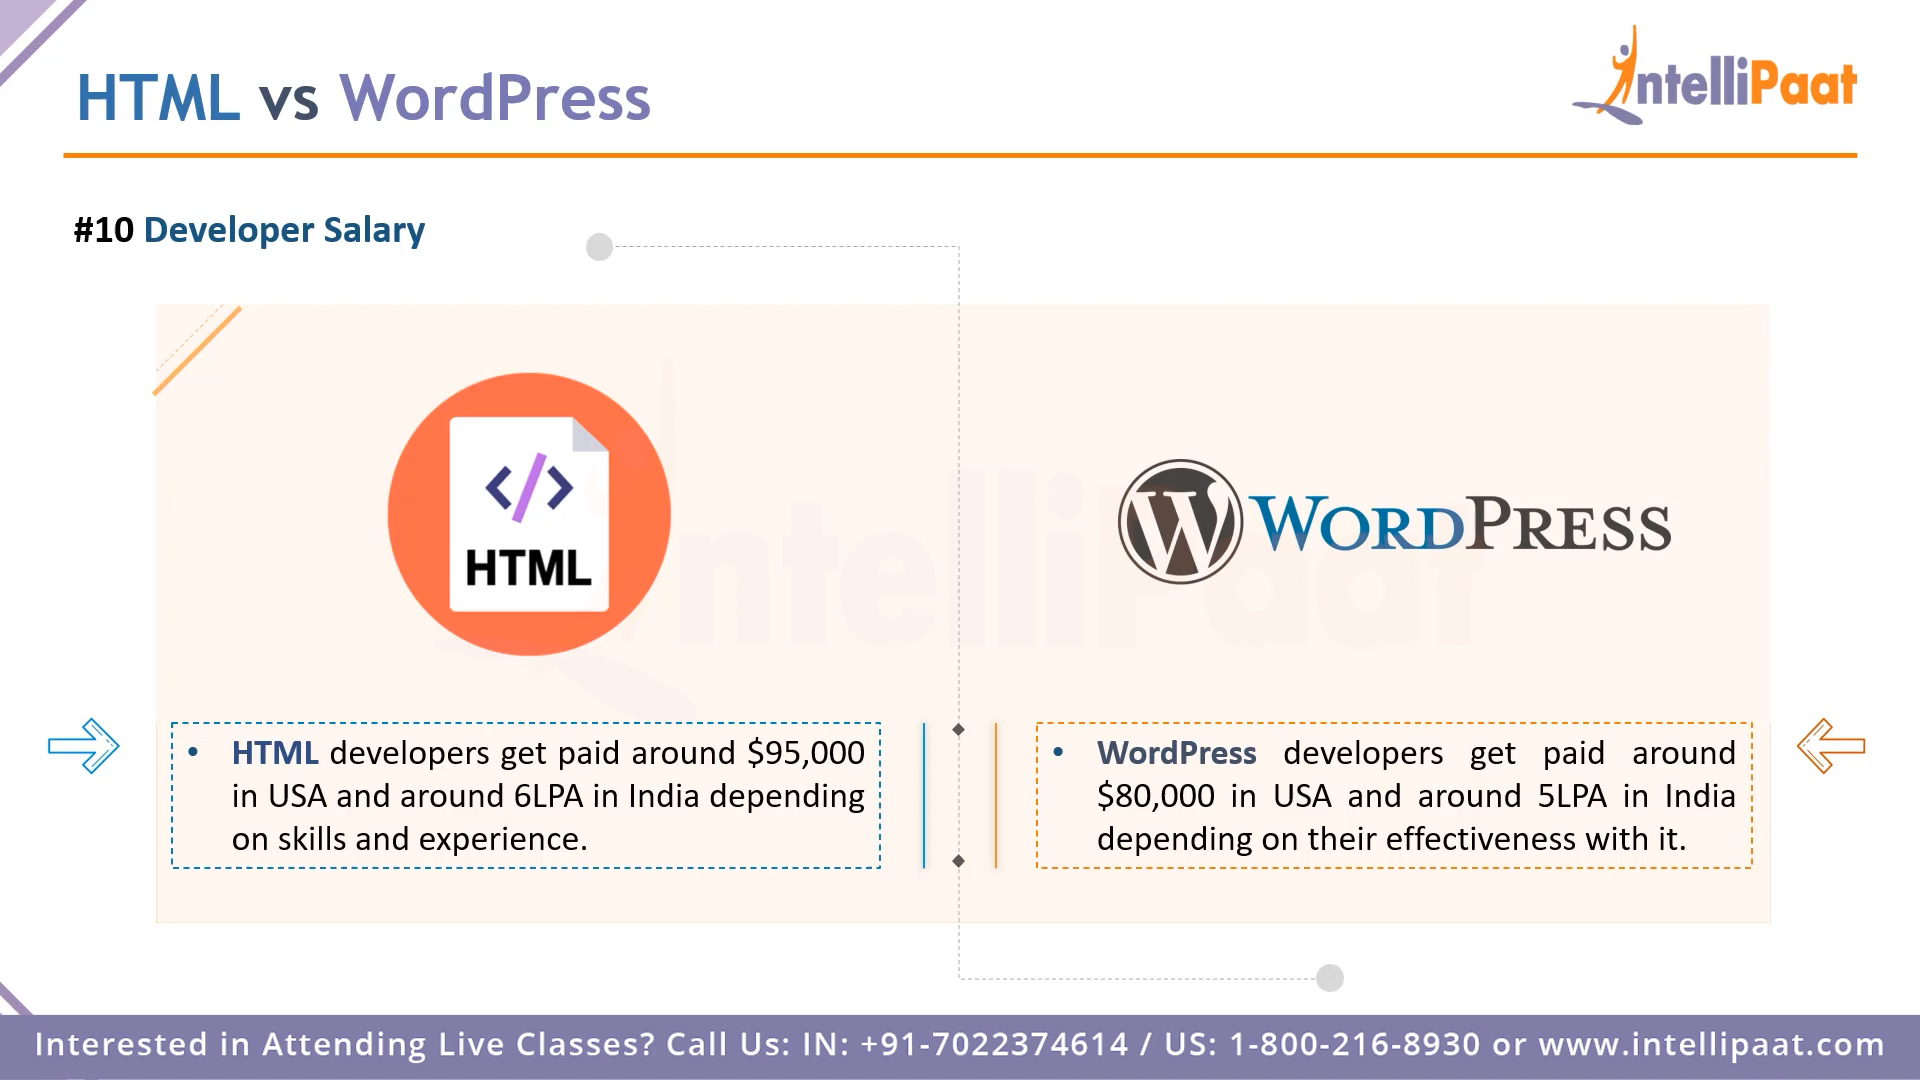 HTML vs WordPress
IntelliPaat
#10 Developer Salary
</>
HTML
W WORDPRESS
IntelliPaat
• HTML developers get paid around $95,000
in USA and around 6LPA in India depending
on skills and experience.
• WordPress developers get paid around
$80,000 in USA and around 5LPA in India
depending on their effectiveness with it.
Interested in Attending Live Classes? Call Us: IN: +91-7022374614 / US: 1-800-216-8930 or www.intellipaat.com